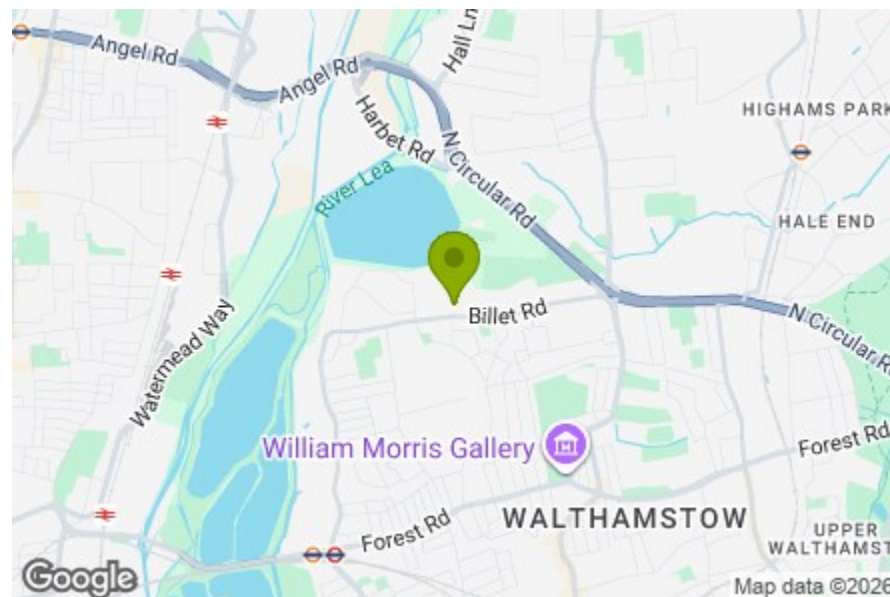 Angel Rd
Angel Rd
Hall Ln
Harbet Rd
N Circular Rd
HIGHAMS PARK
River Lea
HALE END
Billet Rd
N Circular R
Watermead Way
William Morris Gallery
Forest Rd
Forest Rd
WALTHAMSTOW
UPPER
WALTHAMST
Google
Map data ©2026